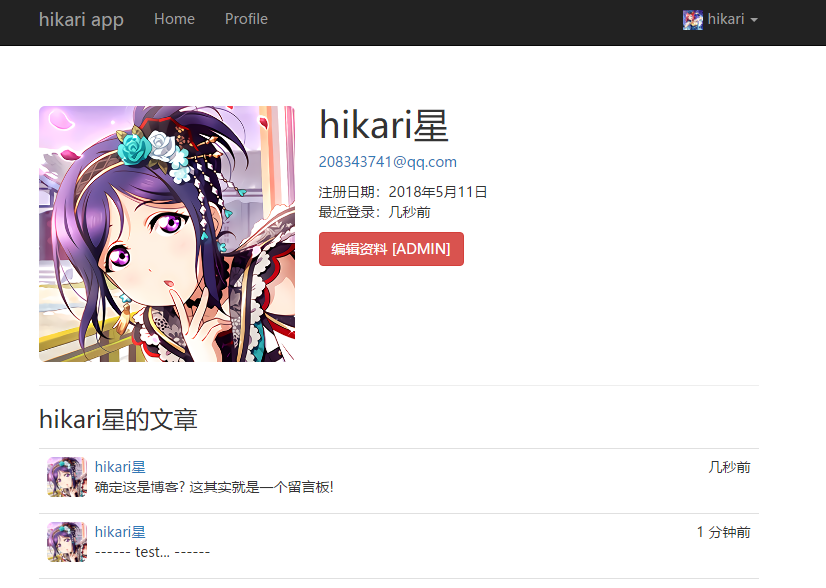 hikari app Home Profile hikari
hikari星
208343741@qq.com
注册日期：2018年5月11日
最近登录：几秒前
编辑资料 [ADMIN]
hikari星的文章
hikari星 几秒前
确定这是博客? 这其实就是一个留言板!
hikari星 1 分钟前
------ test... ------